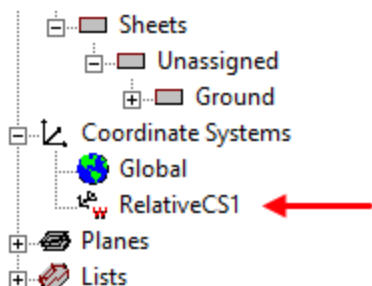 Sheets
Unassigned
Ground
Coordinate Systems
Global
RelativeCS1
Planes
Lists